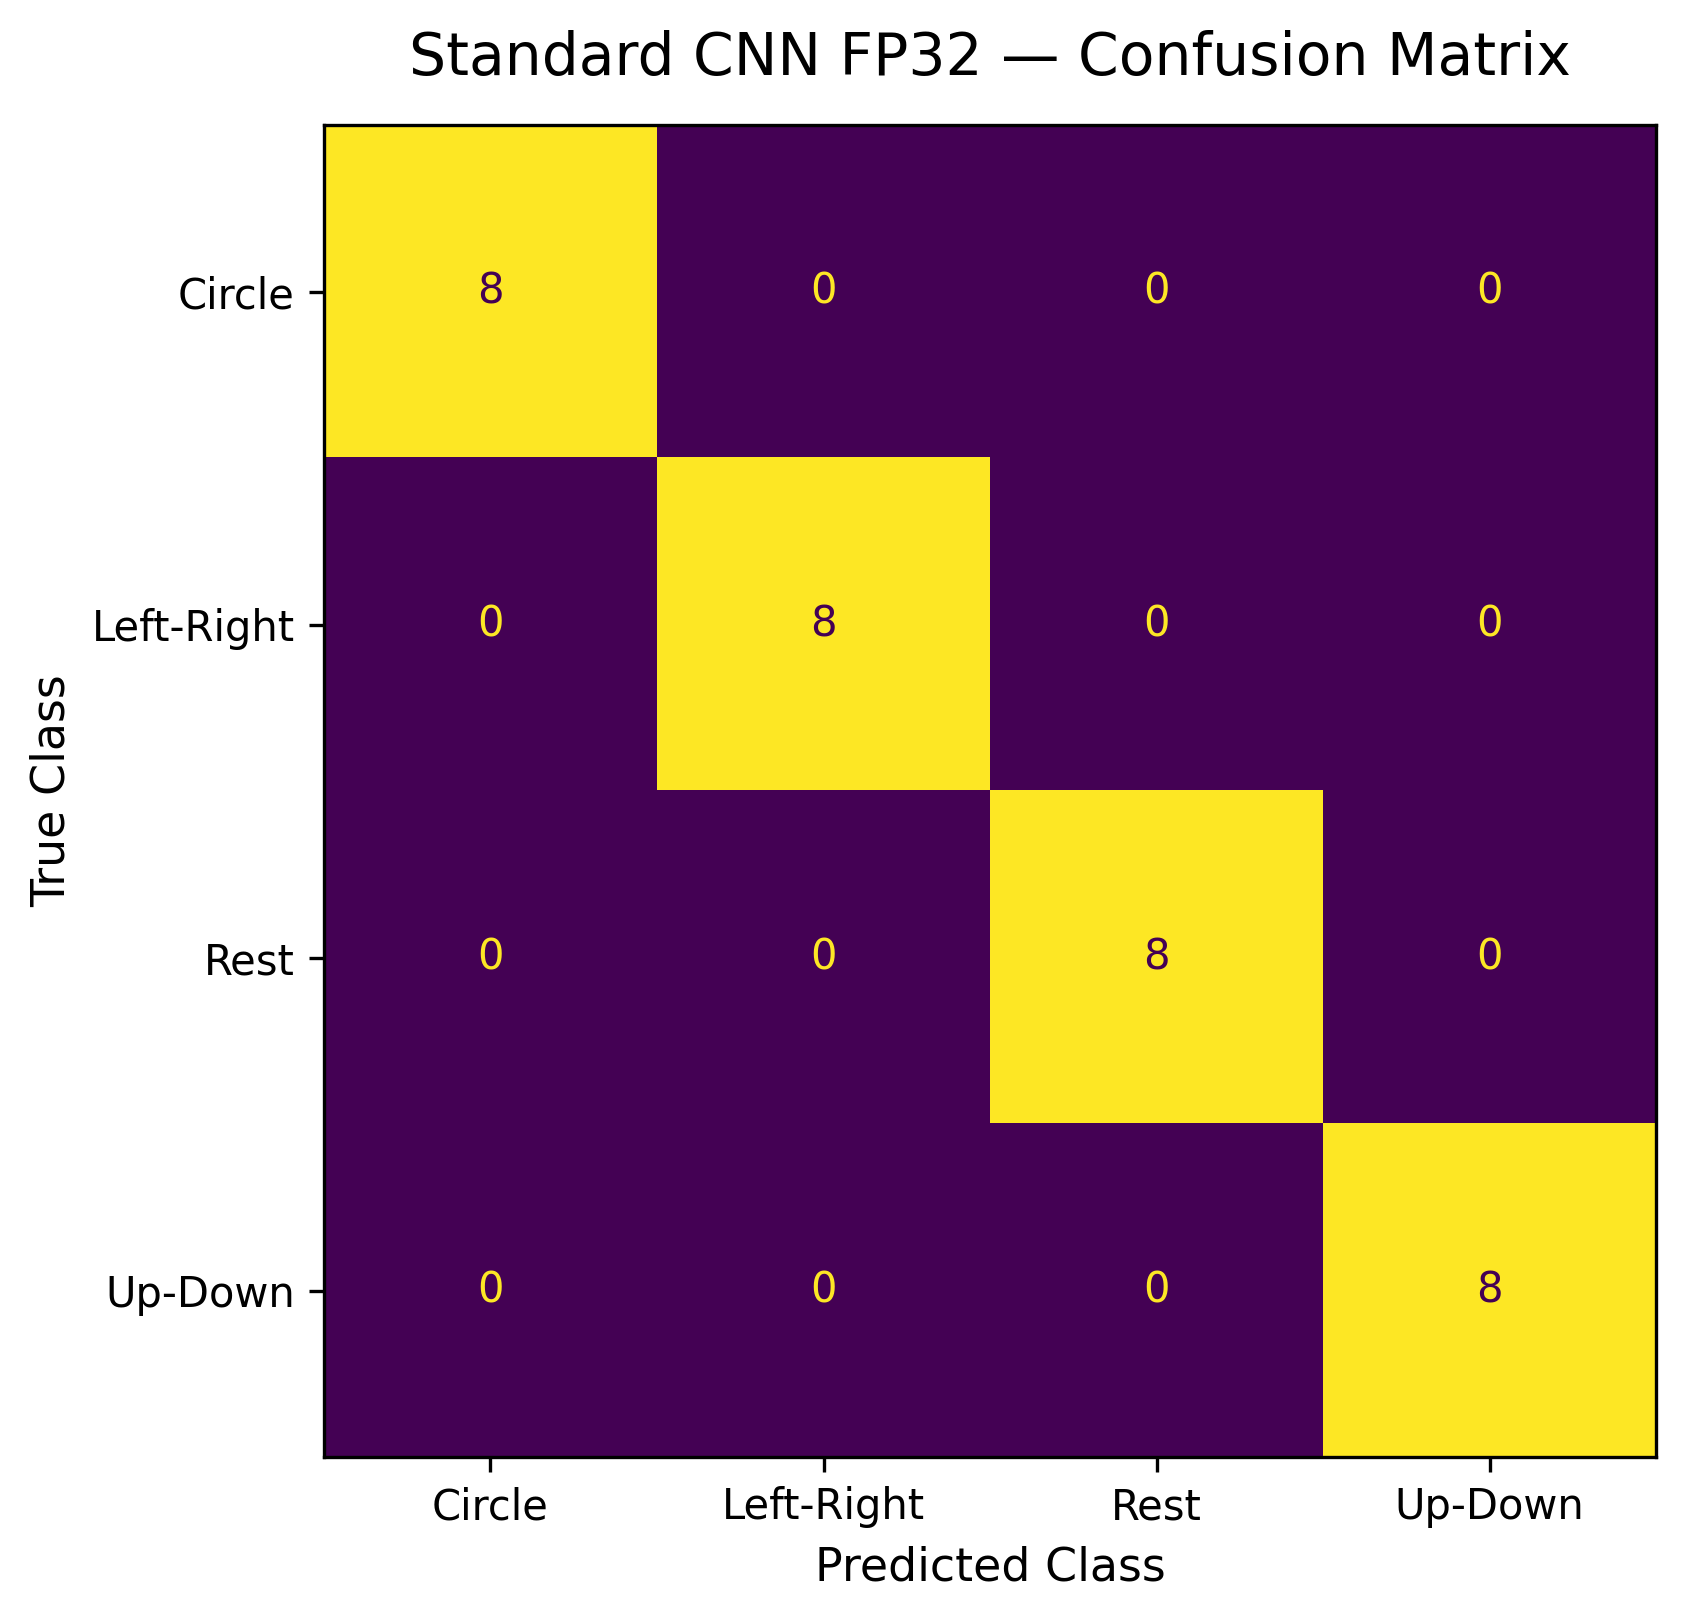 Standard CNN FP32 — Confusion Matrix
True Class
Circle 8 0 0 0
Left-Right 0 8 0 0
Rest 0 0 8 0
Up-Down 0 0 0 8
Circle Left-Right Rest Up-Down
Predicted Class